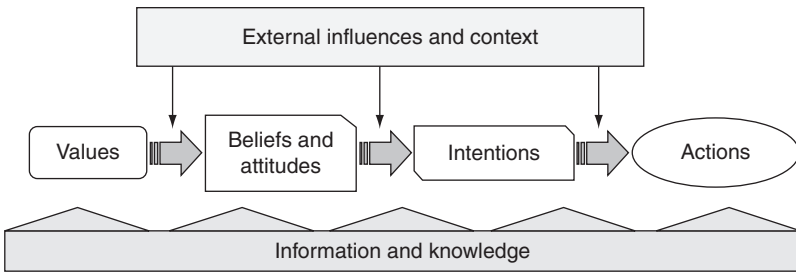 External influences and context
Values
Beliefs and
attitudes
Intentions
Actions
Information and knowledge